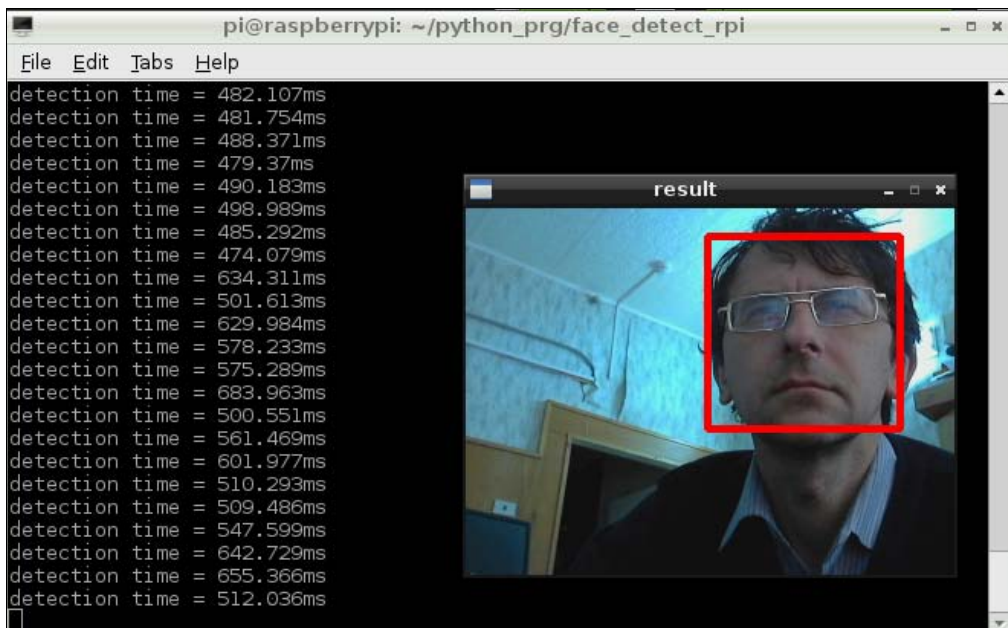 pi@raspberrypi: ~/python_prg/face_detect_rpi
File Edit Tabs Help
detection time = 482.107ms
detection time = 481.754ms
detection time = 488.371ms
detection time = 479.37ms
detection time = 490.183ms
detection time = 498.989ms
detection time = 485.292ms
detection time = 474.079ms
detection time = 634.311ms
detection time = 501.613ms
detection time = 629.984ms
detection time = 578.233ms
detection time = 575.289ms
detection time = 683.963ms
detection time = 500.551ms
detection time = 561.469ms
detection time = 601.977ms
detection time = 510.293ms
detection time = 509.486ms
detection time = 547.599ms
detection time = 642.729ms
detection time = 655.366ms
detection time = 512.036ms
result